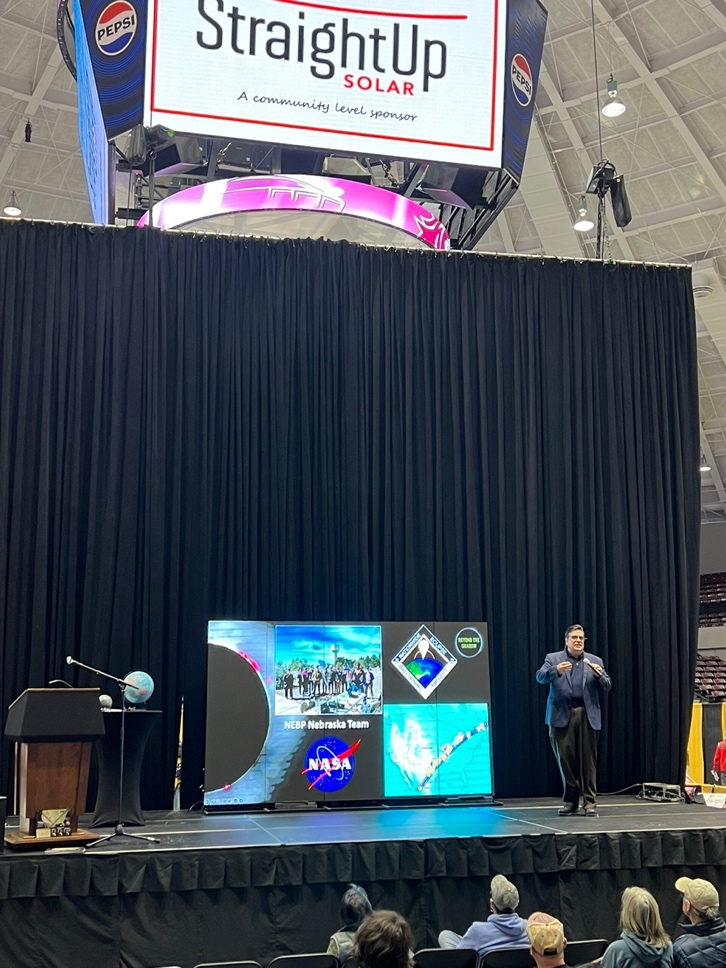 PEPSI
StraightUp
SOLAR
A community level sponsor
PEPSI
BEYOND THE
SHADOW
NEBP Nebraska Team
NASA